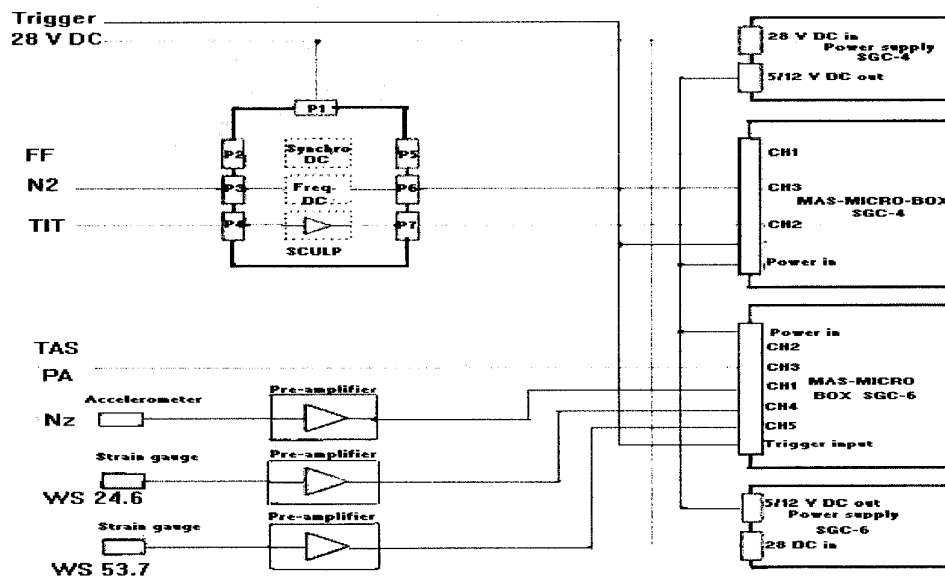 Trigger
28 V DC
P1
P2
Synchro
DC
P5
FF
N2
P3
Freq-
DC
P6
TIT
P4
P7
SCULP
28 V DC in
Power supply
SGC-4
5/12 V DC out
CH1
CH3
MAS-MICRO-BOX
SGC-4
CH2
Power in
TAS
PA
Nz
Accelerometer
Pre-amplifier
Strain gauge
Pre-amplifier
WS 24.6
Strain gauge
Pre-amplifier
WS 53.7
Power in
CH2
CH3
CH1
MAS-MICRO
BOX SGC-6
CH4
CH5
Trigger input
5/12 V DC out
Power supply
SGC-6
28 DC in